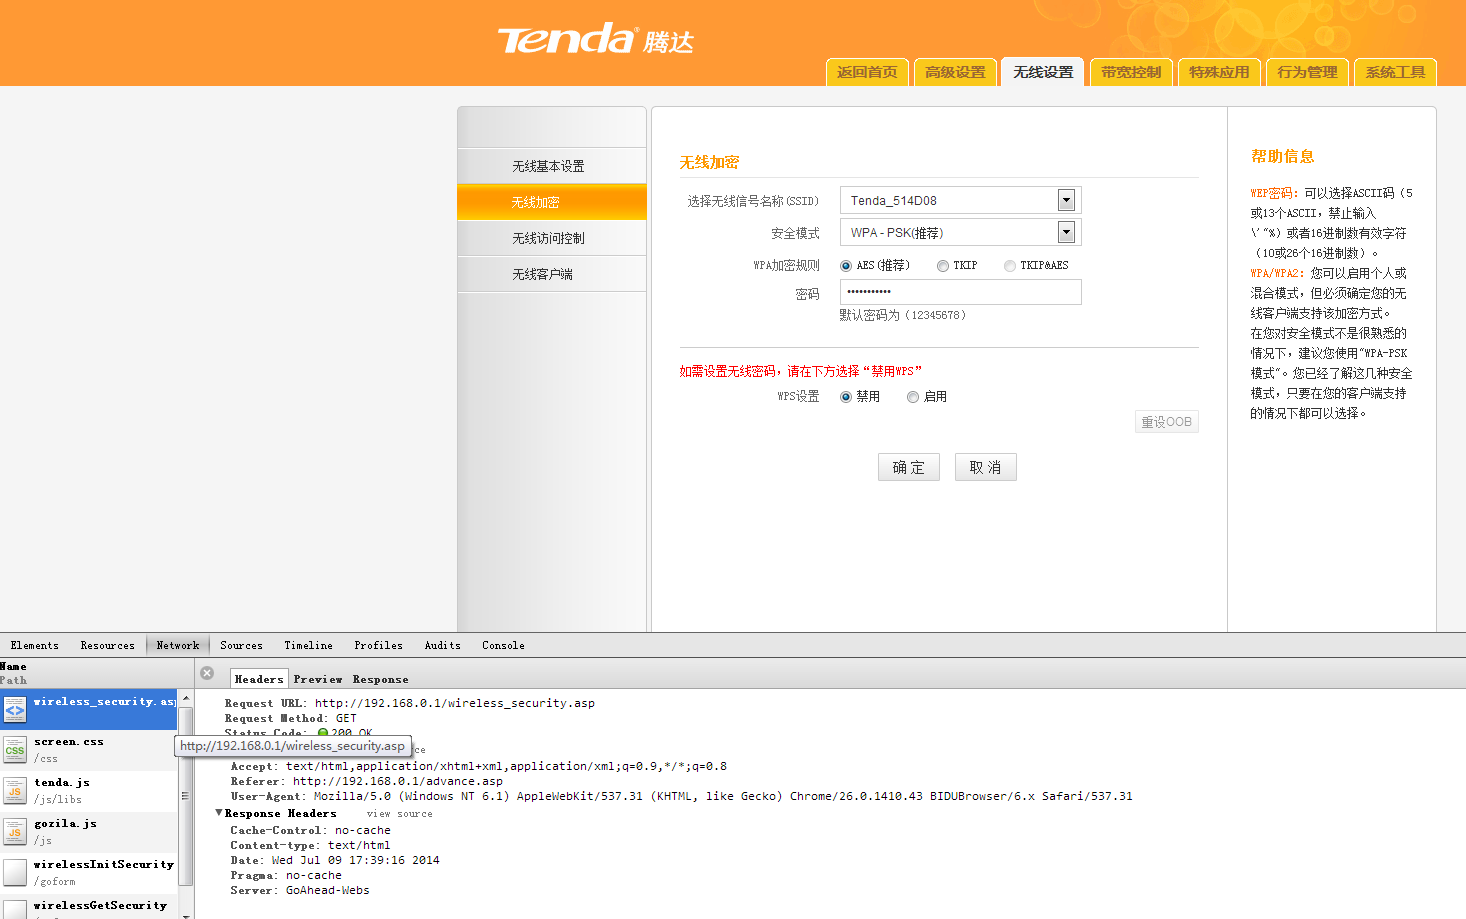 Tenda® 腾达
返回首页 高级设置 无线设置 带宽控制 特殊应用 行为管理 系统工具
无线基本设置
无线加密
无线访问控制
无线客户端
无线加密
选择无线信号名称(SSID) Tenda_514D08
安全模式 WPA - PSK(推荐)
WPA加密规则 AES(推荐) TKIP TKIP&AES
密码 •••••••••••
默认密码为（12345678）
如需设置无线密码，请在下方选择“禁用WPS”
WPS设置 禁用 启用
重设OOB
确 定 取 消
帮助信息
WEP密码: 可以选择ASCII码（5
或13个ASCII，禁止输入
\'"%）或者16进制数有效字符
（10或26个16进制数）。
WPA/WPA2: 您可以启用个人或
混合模式，但必须确定您的无
线客户端支持该加密方式。
在您对安全模式不是很熟悉的
情况下，建议您使用"WPA-PSK
模式"。您已经了解这几种安全
模式，只要在您的客户端支持
的情况下都可以选择。
Elements Resources Network Sources Timeline Profiles Audits Console
Name
Path
Headers Preview Response
wireless_security.asp
screen.css
/css
tenda.js
/js/libs
gozila.js
/js
wirelessInitSecurity
/goform
wirelessGetSecurity
Request URL: http://192.168.0.1/wireless_security.asp
Request Method: GET
Status Code: 200 OK
http://192.168.0.1/wireless_security.asp
Accept: text/html,application/xhtml+xml,application/xml;q=0.9,*/*;q=0.8
Referer: http://192.168.0.1/advance.asp
User-Agent: Mozilla/5.0 (Windows NT 6.1) AppleWebKit/537.31 (KHTML, like Gecko) Chrome/26.0.1410.43 BIDUBrowser/6.x Safari/537.31
Response Headers view source
Cache-Control: no-cache
Content-type: text/html
Date: Wed Jul 09 17:39:16 2014
Pragma: no-cache
Server: GoAhead-Webs